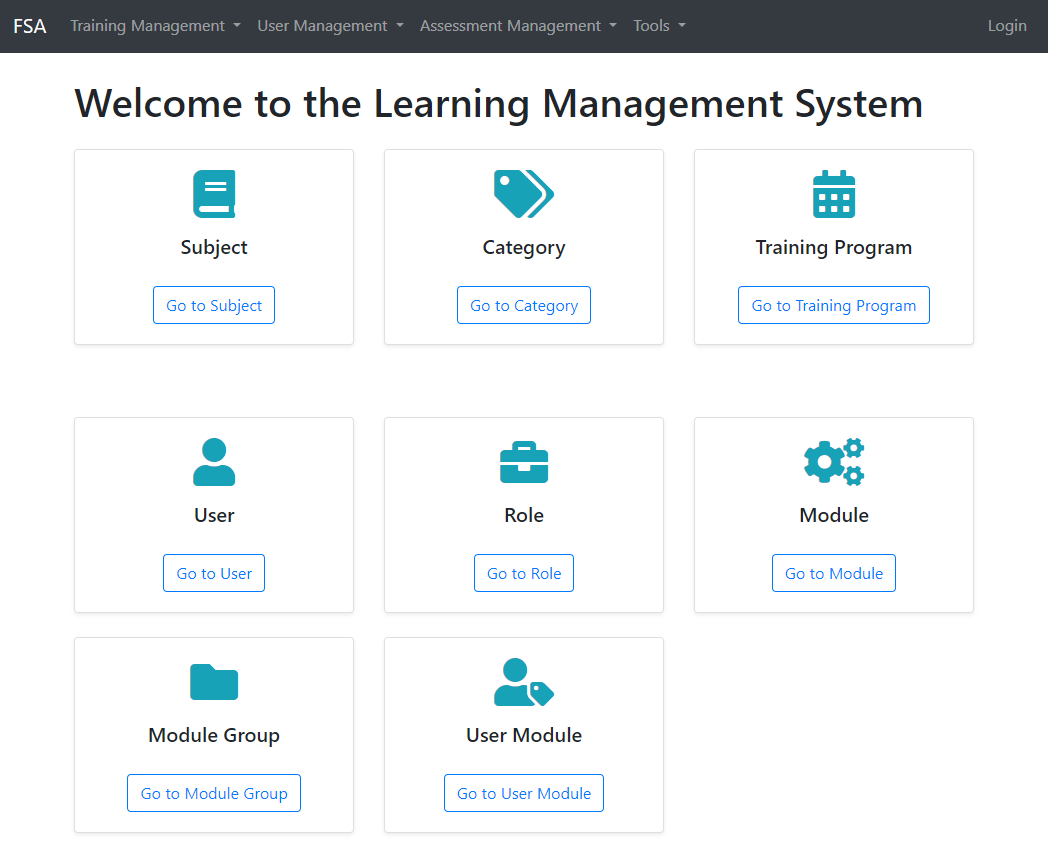 FSA Training Management User Management Assessment Management Tools Login
Welcome to the Learning Management System
Subject Category Training Program
Go to Subject Go to Category Go to Training Program
User Role Module
Go to User Go to Role Go to Module
Module Group User Module
Go to Module Group Go to User Module